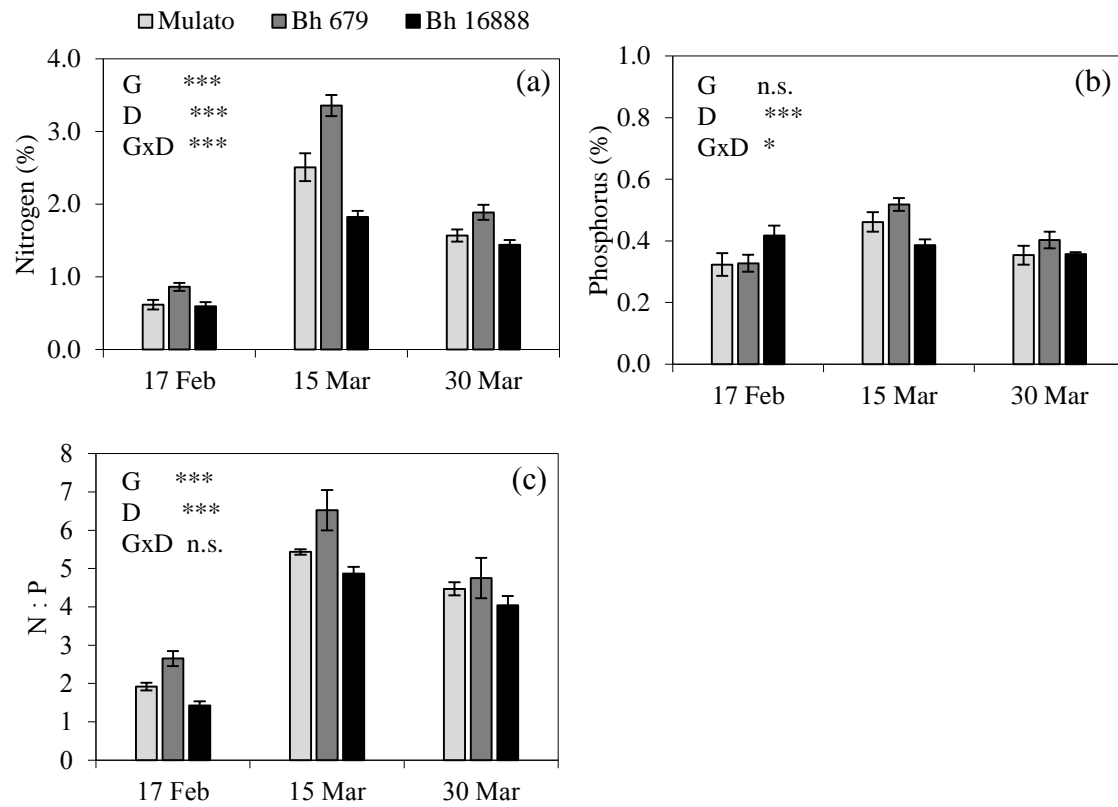 Mulato Bh 679 Bh 16888
(a)
G ***
D ***
GxD ***
Nitrogen (%)
4.0
3.0
2.0
1.0
0.0
17 Feb 15 Mar 30 Mar
(b)
G n.s.
D ***
GxD *
Phosphorus (%)
1.0
0.8
0.6
0.4
0.2
0.0
17 Feb 15 Mar 30 Mar
(c)
G ***
D ***
GxD n.s.
N : P
8
7
6
5
4
3
2
1
0
17 Feb 15 Mar 30 Mar